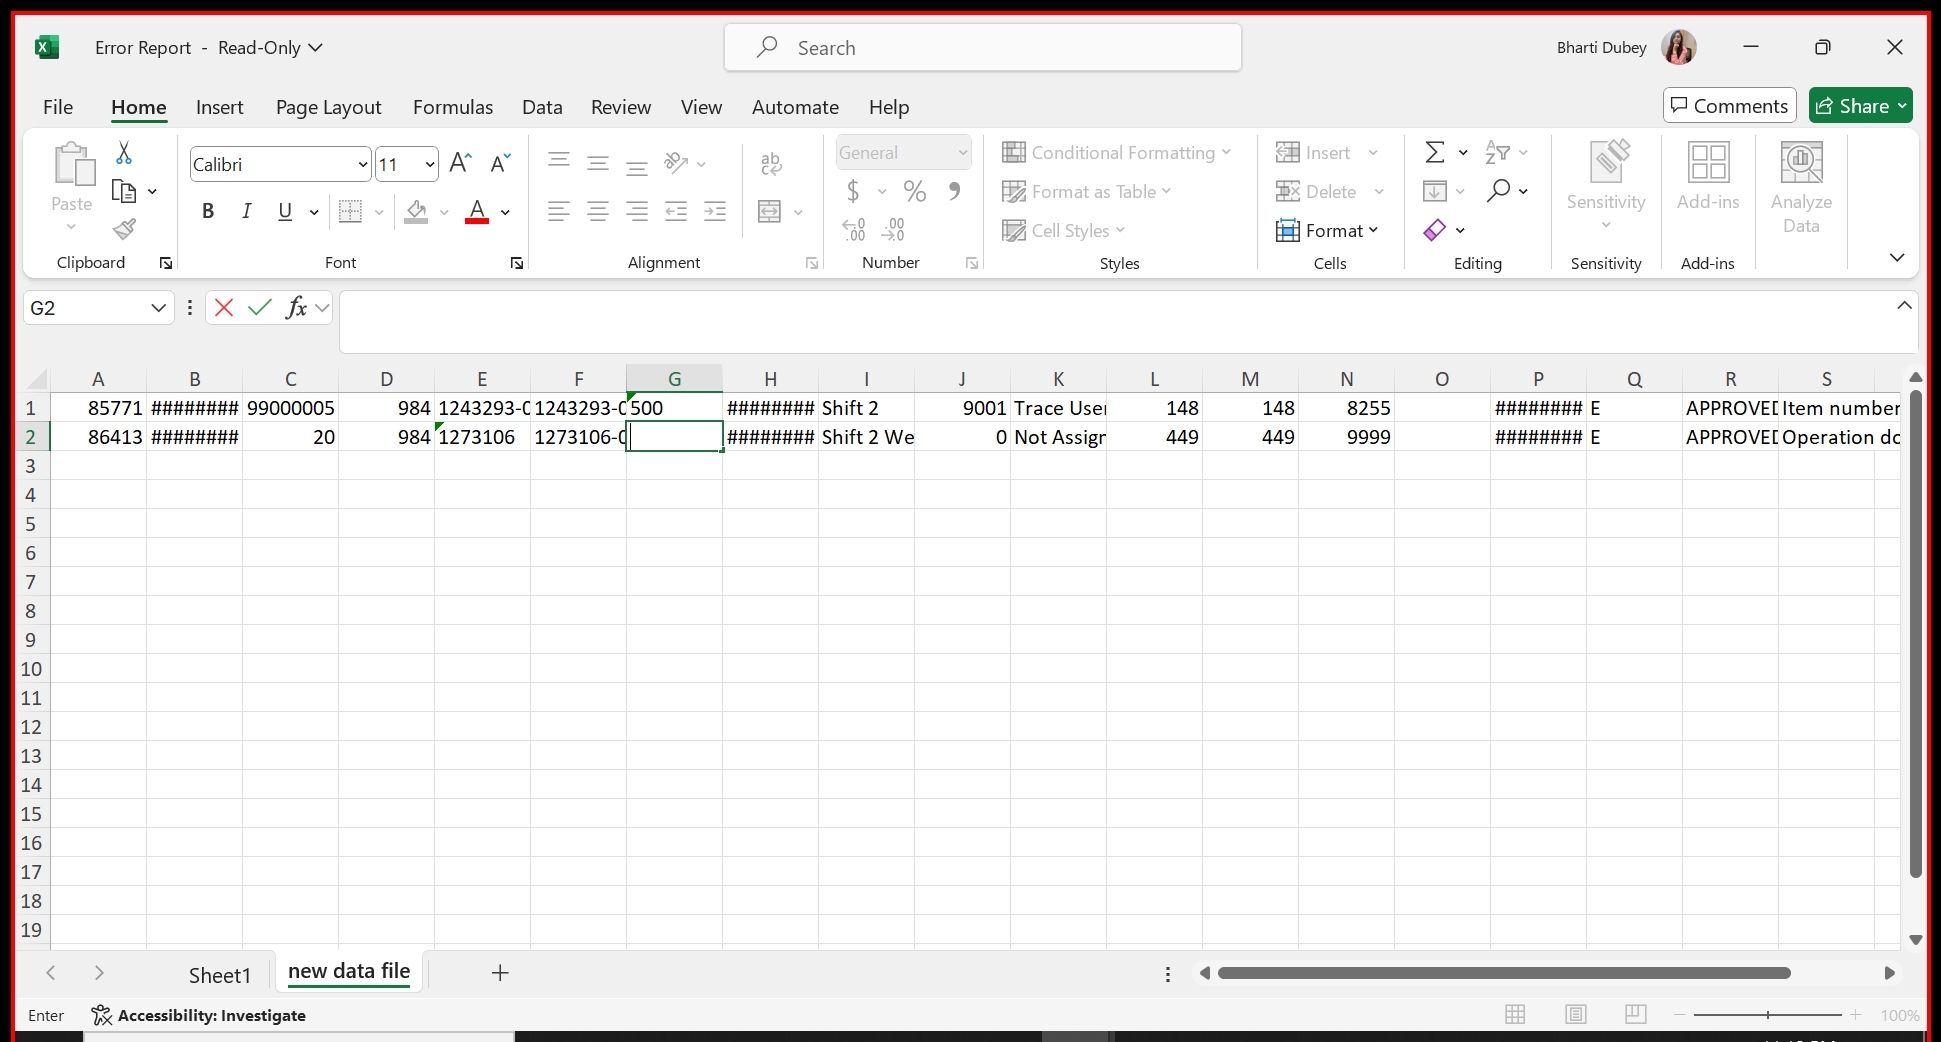 Error Report - Read-Only
Search
Bharti Dubey
File Home Insert Page Layout Formulas Data Review View Automate Help
Comments Share
Paste
Clipboard
Calibri 11
B I U A
Font
ab
Alignment
General
$ % ,
.00 .00
Number
Conditional Formatting
Format as Table
Cell Styles
Styles
Insert
Delete
Format
Cells
Editing
Sensitivity
Sensitivity
Add-ins
Add-ins
Analyze
Data
G2 fx
A B C D E F G H I J K L M N O P Q R S
1 85771 ######## 99000005 984 1243293-0 1243293-0 500 ######## Shift 2 9001 Trace User 148 148 8255 ######## E APPROVED Item number
2 86413 ######## 20 984 1273106 1273106-0 ######## Shift 2 We 0 Not Assign 449 449 9999 ######## E APPROVED Operation do
3
4
5
6
7
8
9
10
11
12
13
14
15
16
17
18
19
Sheet1 new data file +
Enter Accessibility: Investigate 100%